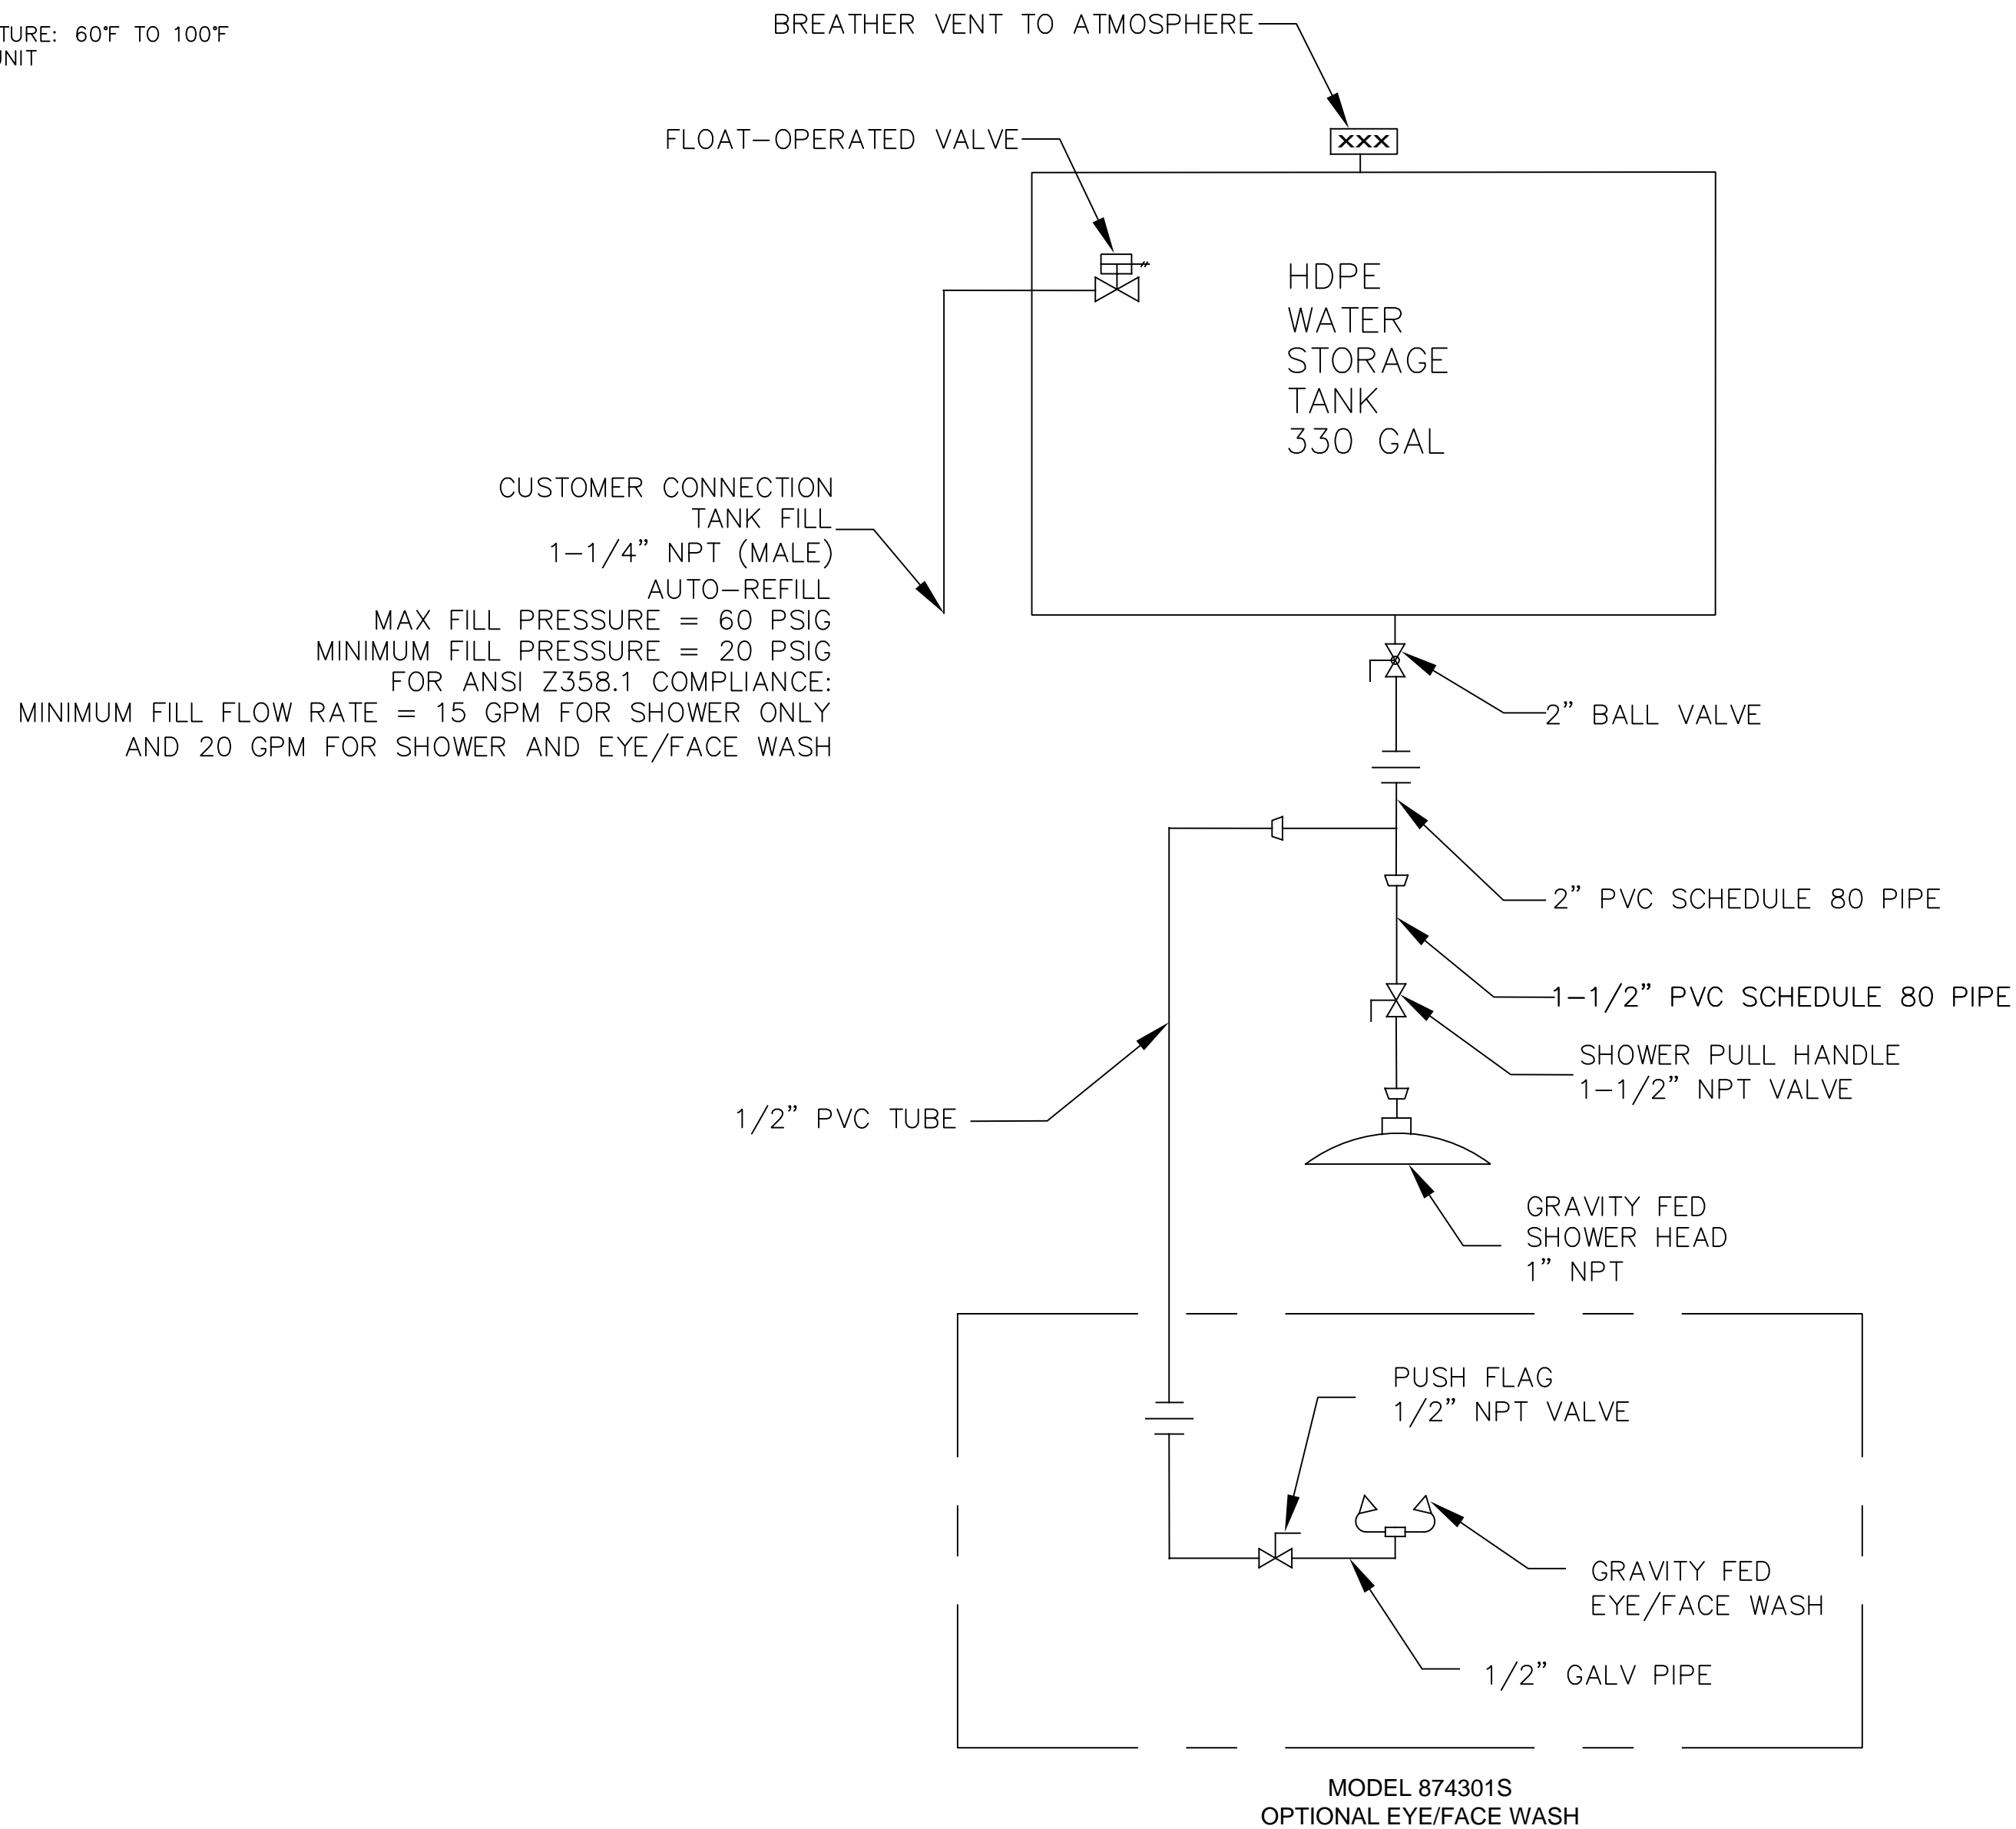 TURE: 60°F TO 100°F
UNIT
BREATHER VENT TO ATMOSPHERE
XXX
FLOAT-OPERATED VALVE
HDPE
WATER
STORAGE
TANK
330 GAL
CUSTOMER CONNECTION
TANK FILL
1-1/4" NPT (MALE)
AUTO-REFILL
MAX FILL PRESSURE = 60 PSIG
MINIMUM FILL PRESSURE = 20 PSIG
FOR ANSI Z358.1 COMPLIANCE:
MINIMUM FILL FLOW RATE = 15 GPM FOR SHOWER ONLY
AND 20 GPM FOR SHOWER AND EYE/FACE WASH
2" BALL VALVE
2" PVC SCHEDULE 80 PIPE
1-1/2" PVC SCHEDULE 80 PIPE
SHOWER PULL HANDLE
1-1/2" NPT VALVE
1/2" PVC TUBE
GRAVITY FED
SHOWER HEAD
1" NPT
PUSH FLAG
1/2" NPT VALVE
GRAVITY FED
EYE/FACE WASH
1/2" GALV PIPE
MODEL 874301S
OPTIONAL EYE/FACE WASH